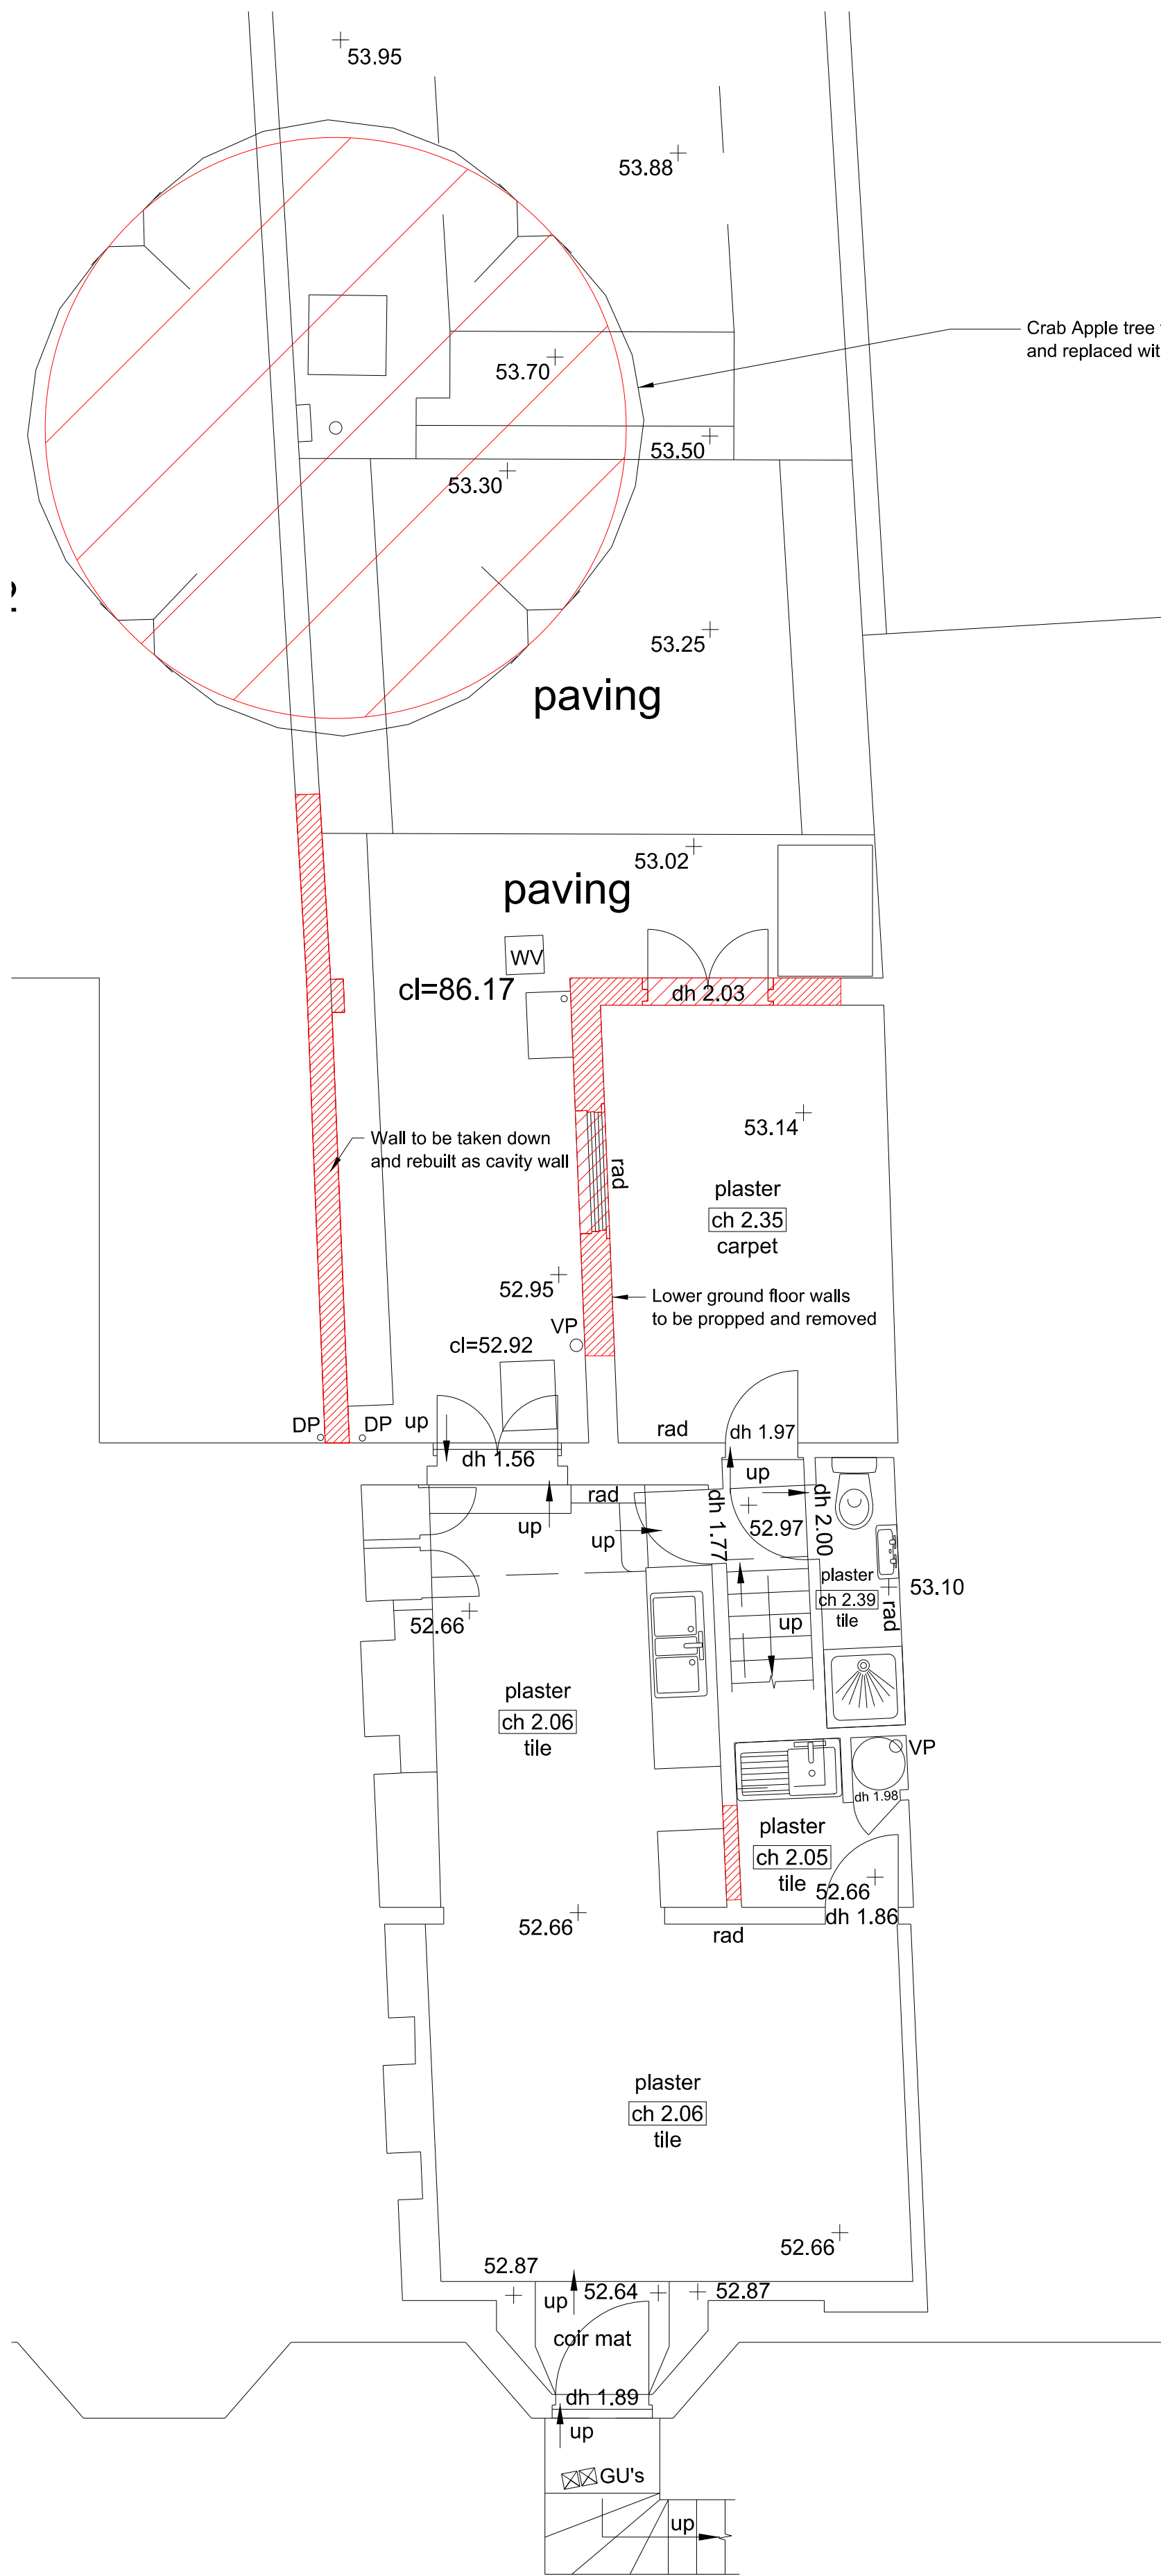 53.95
53.88
Crab Apple tree
and replaced
53.70
53.50
53.30
53.25
paving
53.02
paving
WV
cl=86.17
dh 2.03
53.14
Wall to be taken down
and rebuilt as cavity wall
rad
plaster
ch 2.35
carpet
52.95
Lower ground floor walls
to be propped and removed
VP
cl=52.92
DP
DP
up
rad
dh 1.97
dh 1.56
up
rad
up
up
dh 1.77
52.97
dh 2.00
plaster
ch 2.39
tile
rad
53.10
52.66
up
plaster
ch 2.06
tile
VP
dh 1.98
plaster
ch 2.05
tile
52.66
52.66
dh 1.86
rad
plaster
ch 2.06
tile
52.66
52.87
52.64
52.87
up
coir mat
dh 1.89
up
GU's
up